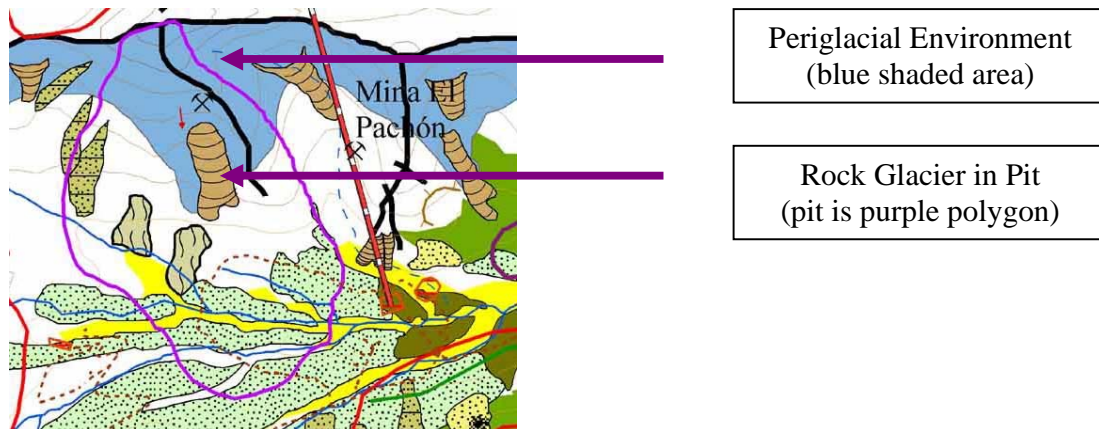 Periglacial Environment
(blue shaded area)
Mina El
Pachón
Rock Glacier in Pit
(pit is purple polygon)